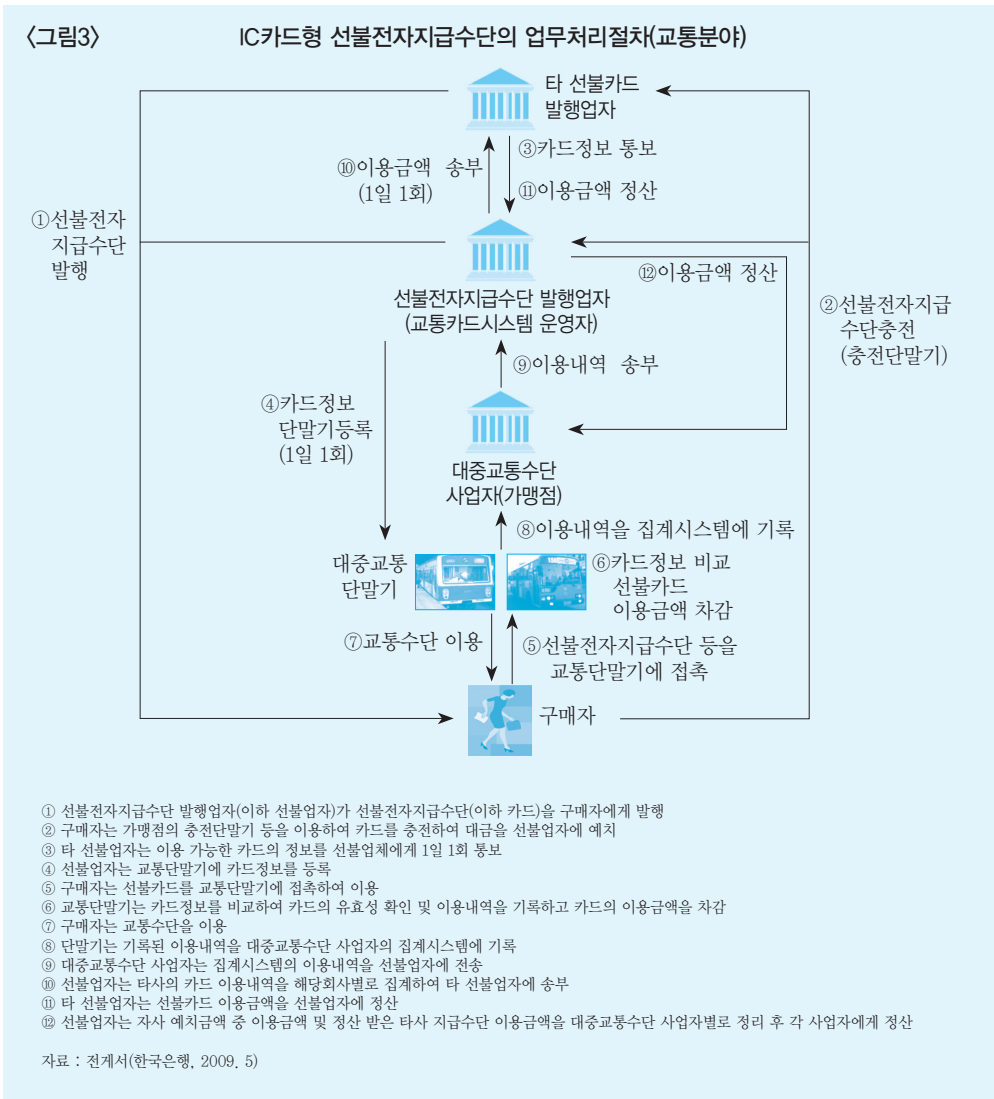 〈그림3〉 IC카드형 선불전자지급수단의 업무처리절차(교통분야)
타 선불카드
발행업자
③카드정보 통보
⑩이용금액 송부
(1일 1회)
⑪이용금액 정산
①선불전자
지급수단
발행
⑫이용금액 정산
선불전자지급수단 발행업자
(교통카드시스템 운영자)
②선불전자지급
수단충전
(충전단말기)
⑨이용내역 송부
④카드정보
단말기등록
(1일 1회)
대중교통수단
사업자(가맹점)
⑧이용내역을 집계시스템에 기록
대중교통
단말기
⑥카드정보 비교
선불카드
이용금액 차감
⑦교통수단 이용
⑤선불전자지급수단 등을
교통단말기에 접촉
구매자
① 선불전자지급수단 발행업자(이하 선불업자)가 선불전자지급수단(이하 카드)을 구매자에게 발행
② 구매자는 가맹점의 충전단말기 등을 이용하여 카드를 충전하여 대금을 선불업자에 예치
③ 타 선불업자는 이용 가능한 카드의 정보를 선불업체에게 1일 1회 통보
④ 선불업자는 교통단말기에 카드정보를 등록
⑤ 구매자는 선불카드를 교통단말기에 접촉하여 이용
⑥ 교통단말기는 카드정보를 비교하여 카드의 유효성 확인 및 이용내역을 기록하고 카드의 이용금액을 차감
⑦ 구매자는 교통수단을 이용
⑧ 단말기는 기록된 이용내역을 대중교통수단 사업자의 집계시스템에 기록
⑨ 대중교통수단 사업자는 집계시스템의 이용내역을 선불업자에 전송
⑩ 선불업자는 타사의 카드 이용내역을 해당회사별로 집계하여 타 선불업자에 송부
⑪ 타 선불업자는 선불카드 이용금액을 선불업자에 정산
⑫ 선불업자는 자사 예치금액 중 이용금액 및 정산 받은 타사 지급수단 이용금액을 대중교통수단 사업자별로 정리 후 각 사업자에게 정산
자료 : 전게서(한국은행, 2009. 5)